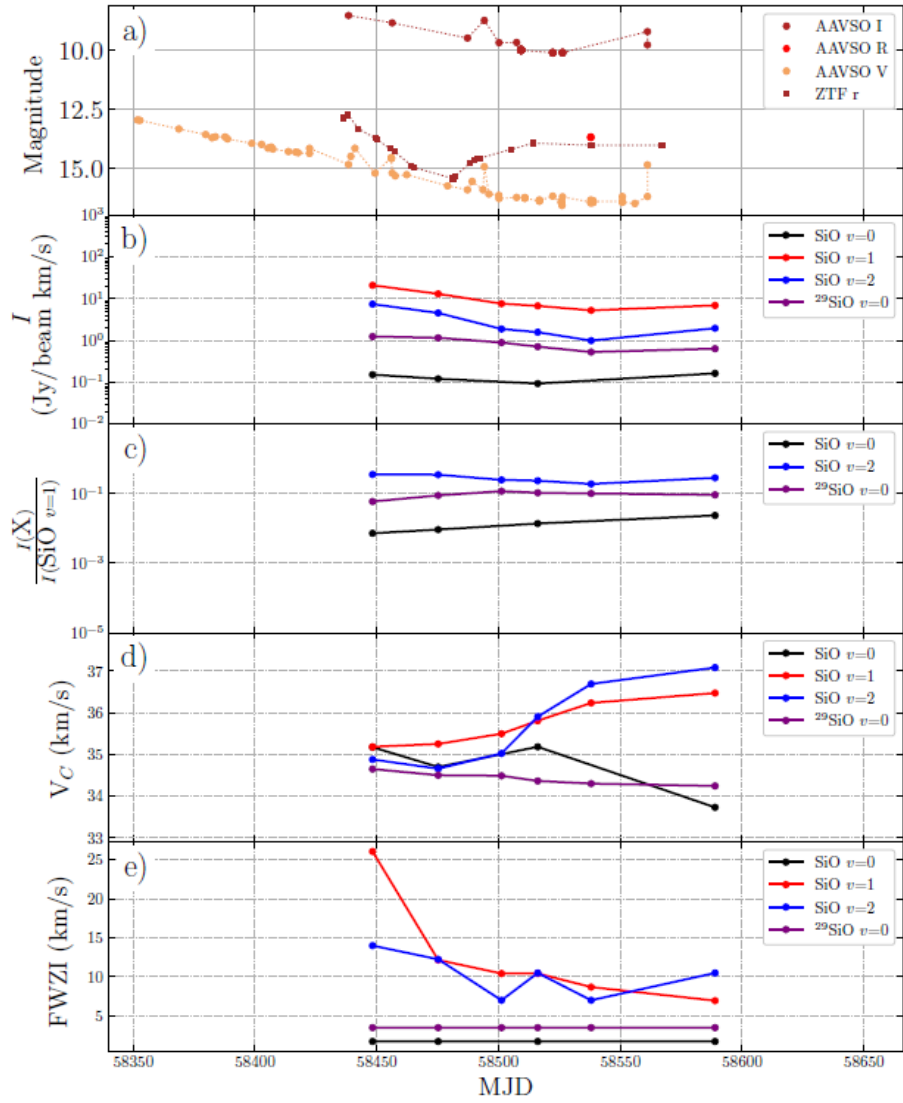 a)
Magnitude
10.0
12.5
15.0
AAVSO I
AAVSO R
AAVSO V
ZTF r
b)
I
(Jy/beam km/s)
10³
10²
10¹
10⁰
10⁻¹
10⁻²
SiO v=0
SiO v=1
SiO v=2
²⁹SiO v=0
c)
I(X)
I(SiO v=1)
10⁻¹
10⁻³
10⁻⁵
SiO v=0
SiO v=2
²⁹SiO v=0
d)
V_C (km/s)
37
36
35
34
33
SiO v=0
SiO v=1
SiO v=2
²⁹SiO v=0
e)
FWZI (km/s)
25
20
15
10
5
SiO v=0
SiO v=1
SiO v=2
²⁹SiO v=0
58350 58400 58450 58500 58550 58600 58650
MJD